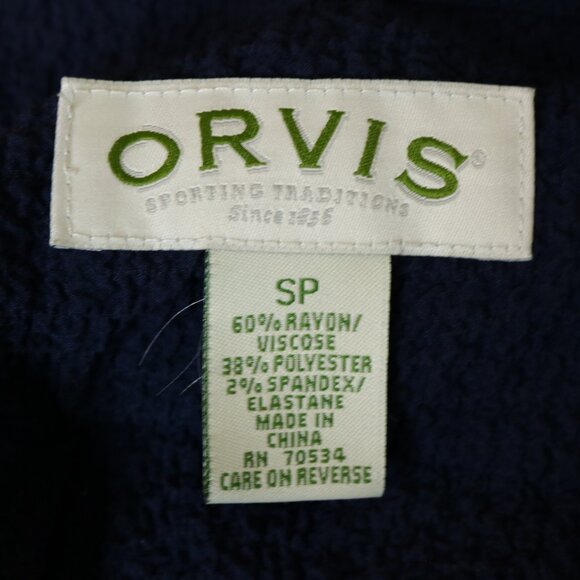 ORVIS®
SPORTING TRADITIONS
Since 1856
SP
60% RAYON/
VISCOSE
38% POLYESTER
2% SPANDEX/
ELASTANE
MADE IN
CHINA
RN 70534
CARE ON REVERSE